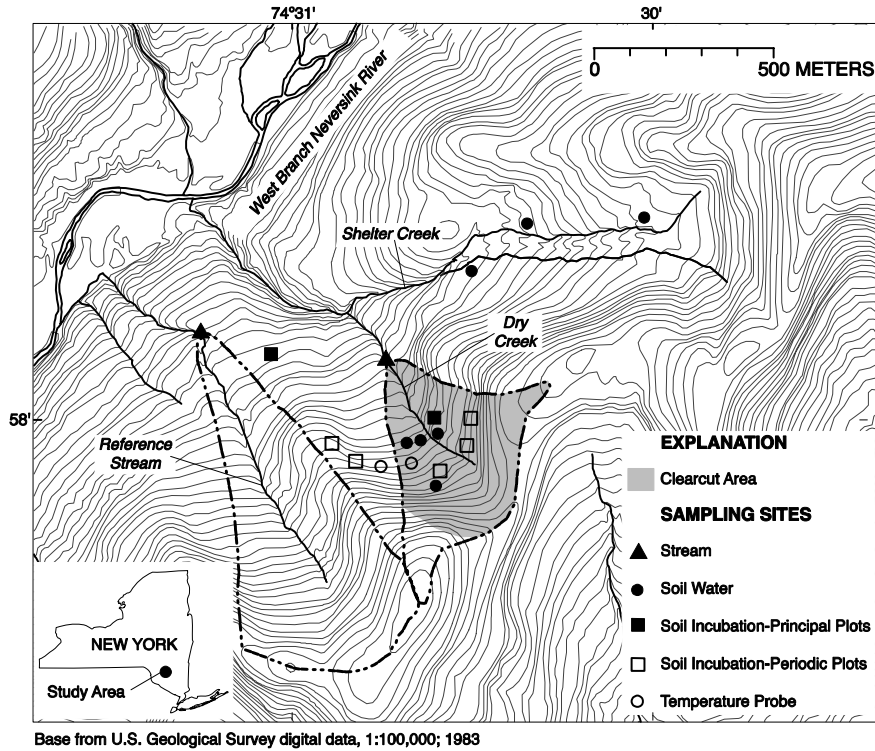 74°31'
30'
0
500 METERS
West Branch Neversink River
Shelter Creek
Dry
Creek
58'
Reference
Stream
EXPLANATION
Clearcut Area
SAMPLING SITES
Stream
Soil Water
Soil Incubation-Principal Plots
Soil Incubation-Periodic Plots
Temperature Probe
NEW YORK
Study Area
Base from U.S. Geological Survey digital data, 1:100,000; 1983